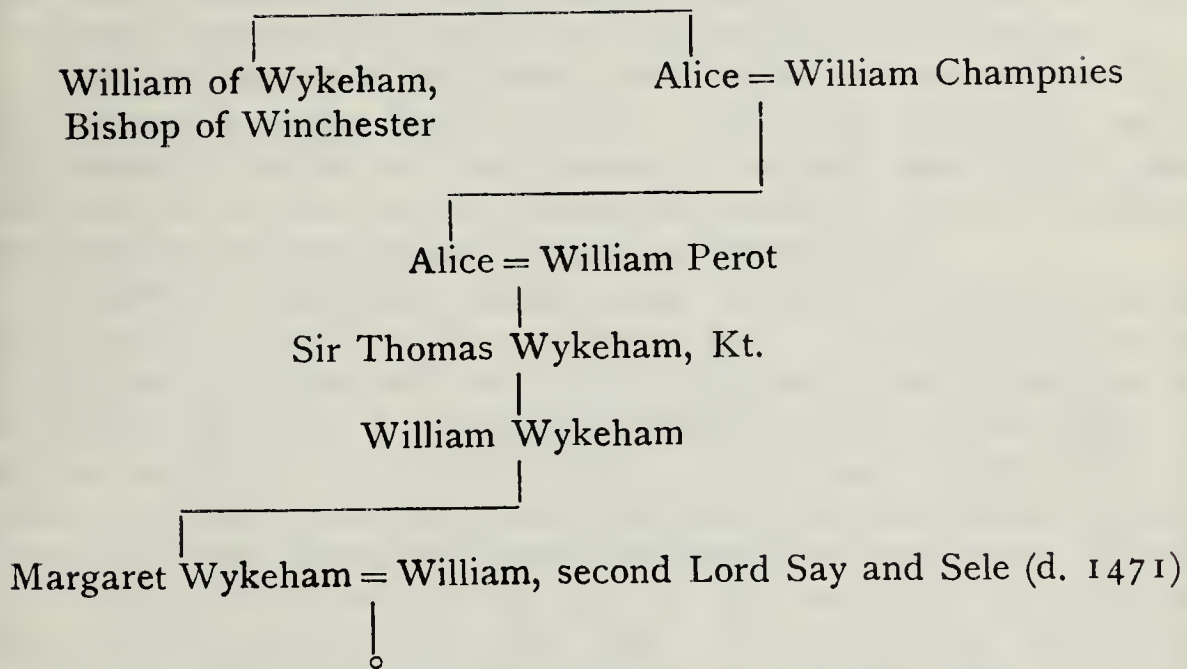 William of Wykeham,
Bishop of Winchester
Alice = William Champnies
Alice = William Perot
Sir Thomas Wykeham, Kt.
William Wykeham
Margaret Wykeham = William, second Lord Say and Sele (d. 1471)